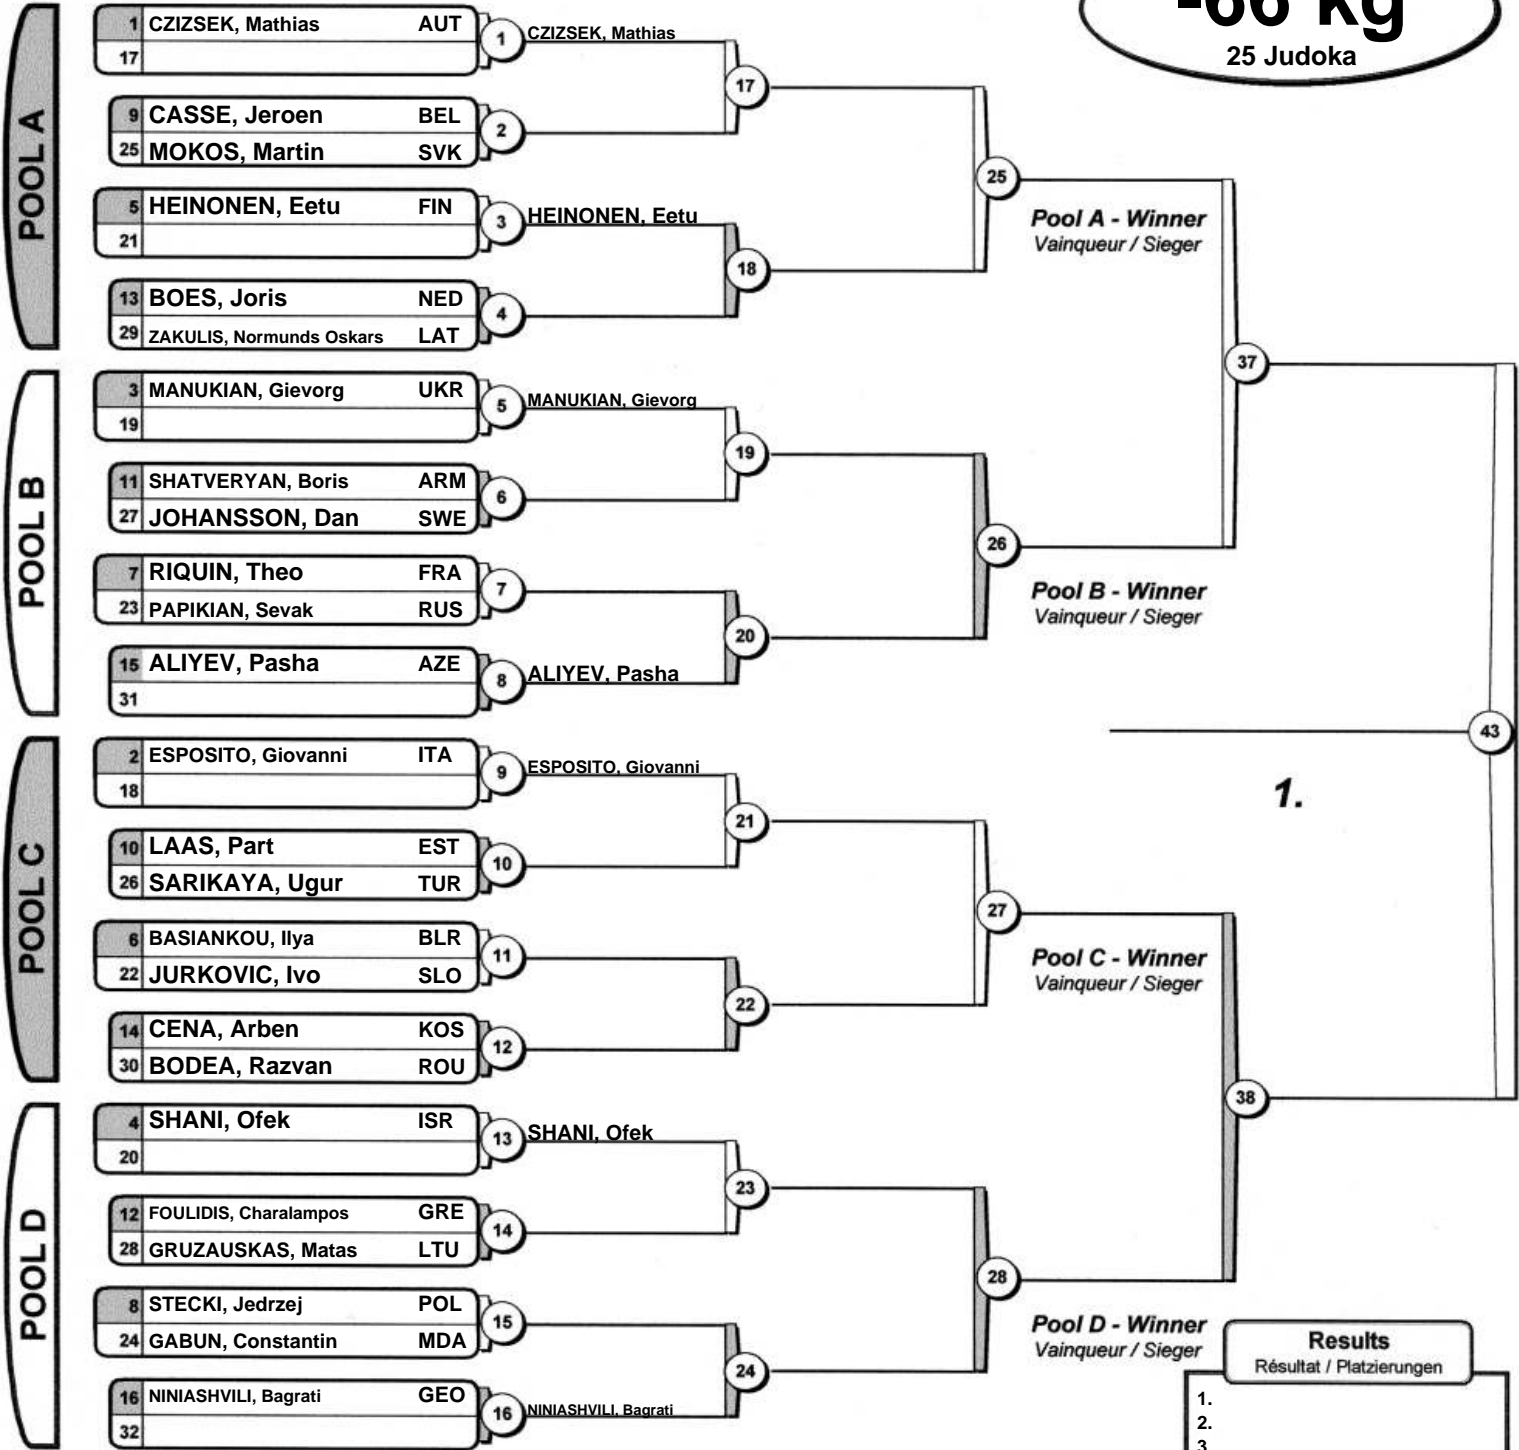 -66 kg
25 Judoka
POOL A
1 CZIZSEK, Mathias AUT
17
1 CZIZSEK, Mathias
9 CASSE, Jeroen BEL
25 MOKOS, Martin SVK
2
17
5 HEINONEN, Eetu FIN
21
3 HEINONEN, Eetu
13 BOES, Joris NED
29 ZAKULIS, Normunds Oskars LAT
4
18
25
Pool A - Winner
Vainqueur / Sieger
POOL B
3 MANUKIAN, Gievorg UKR
19
5 MANUKIAN, Gievorg
11 SHATVERYAN, Boris ARM
27 JOHANSSON, Dan SWE
6
19
7 RIQUIN, Theo FRA
23 PAPIKIAN, Sevak RUS
7
15 ALIYEV, Pasha AZE
31
8 ALIYEV, Pasha
20
26
Pool B - Winner
Vainqueur / Sieger
37
POOL C
2 ESPOSITO, Giovanni ITA
18
9 ESPOSITO, Giovanni
10 LAAS, Part EST
26 SARIKAYA, Ugur TUR
10
21
6 BASIANKOU, Ilya BLR
22 JURKOVIC, Ivo SLO
11
14 CENA, Arben KOS
30 BODEA, Razvan ROU
12
22
27
Pool C - Winner
Vainqueur / Sieger
POOL D
4 SHANI, Ofek ISR
20
13 SHANI, Ofek
12 FOULIDIS, Charalampos GRE
28 GRUZAUSKAS, Matas LTU
14
23
8 STECKI, Jedrzej POL
24 GABUN, Constantin MDA
15
16 NINIASHVILI, Bagrati GEO
32
16 NINIASHVILI, Bagrati
24
28
Pool D - Winner
Vainqueur / Sieger
38
43
1.
Results
Résultat / Platzierungen
1.
2.
3.